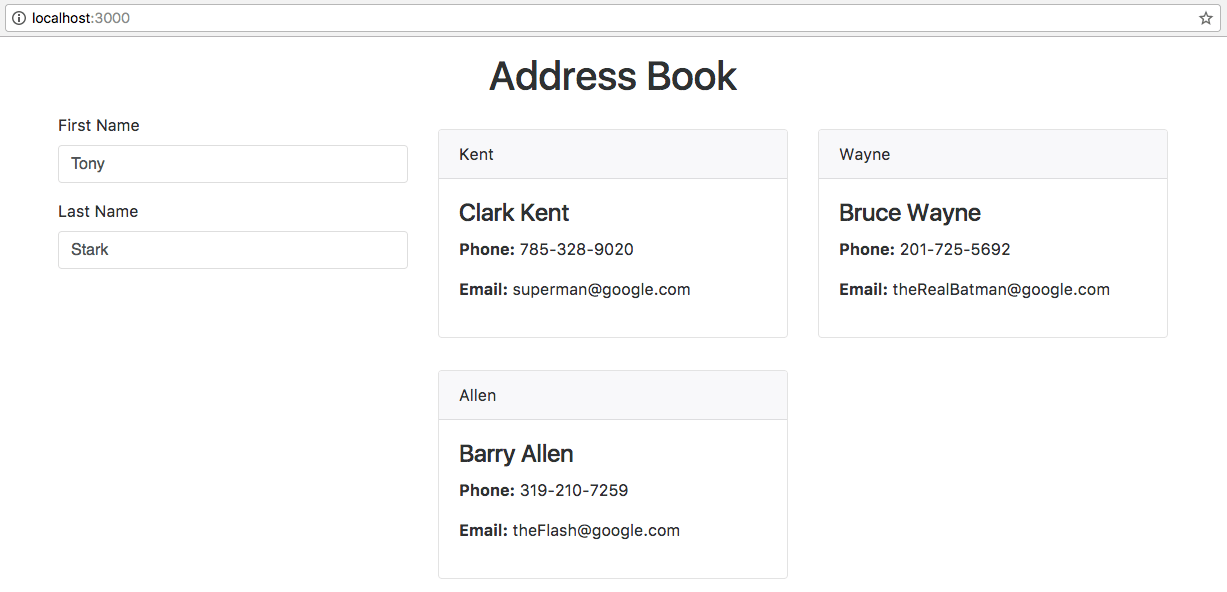 localhost:3000
Address Book
First Name
Tony
Last Name
Stark
Kent
Clark Kent
Phone: 785-328-9020
Email: superman@google.com
Wayne
Bruce Wayne
Phone: 201-725-5692
Email: theRealBatman@google.com
Allen
Barry Allen
Phone: 319-210-7259
Email: theFlash@google.com